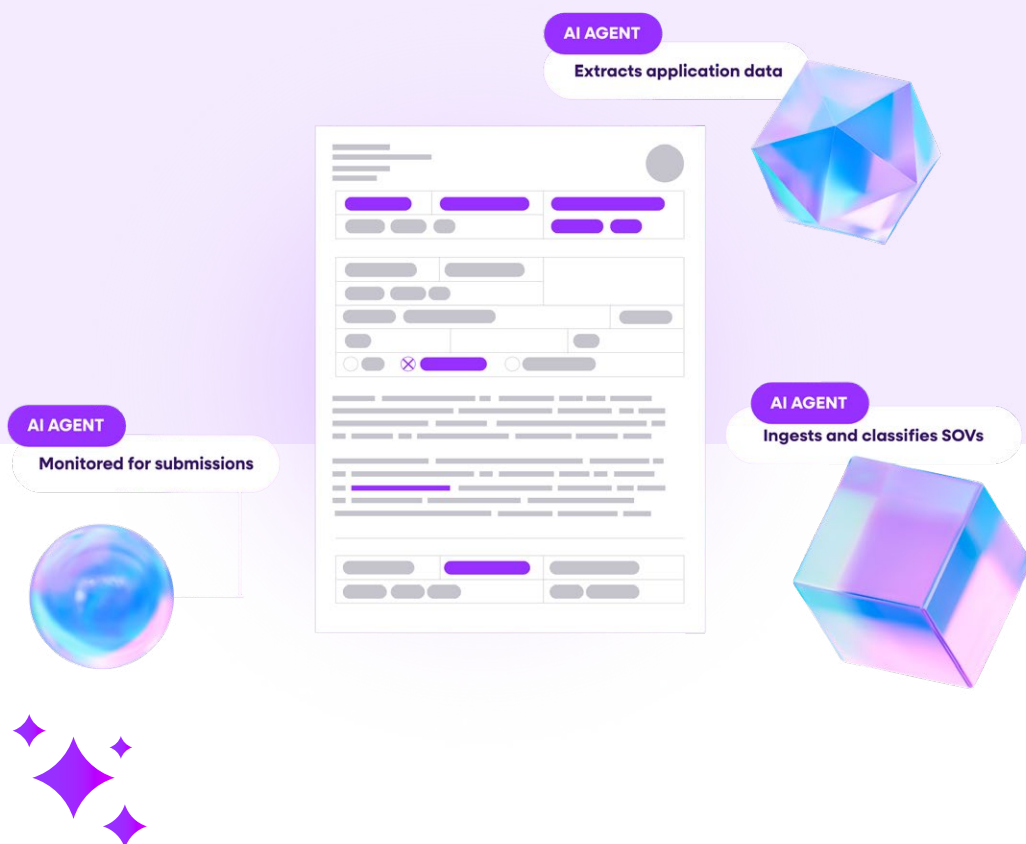 AI AGENT
Extracts application data
AI AGENT
Ingests and classifies SOVs
AI AGENT
Monitored for submissions